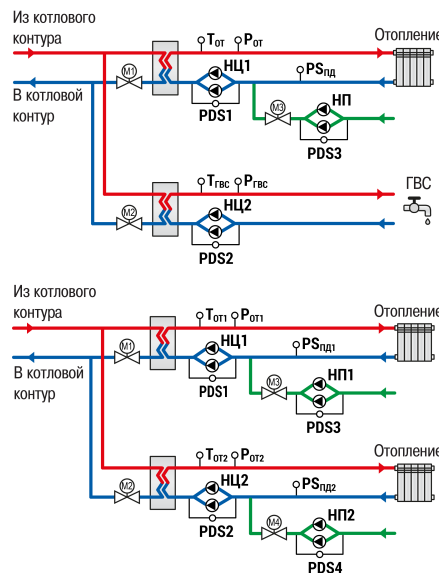 Из котлового
контура
Tот Pот
Отопление
M1
НЦ1
PSпд
В котловой
контур
PDS1
M3
НП
PDS3
Tгвс Pгвс
ГВС
M2
НЦ2
PDS2
Из котлового
контура
Tот1 Pот1
Отопление
M1
НЦ1
PSпд1
В котловой
контур
PDS1
M3
НП1
PDS3
Tот2 Pот2
Отопление
M2
НЦ2
PSпд2
PDS2
M4
НП2
PDS4